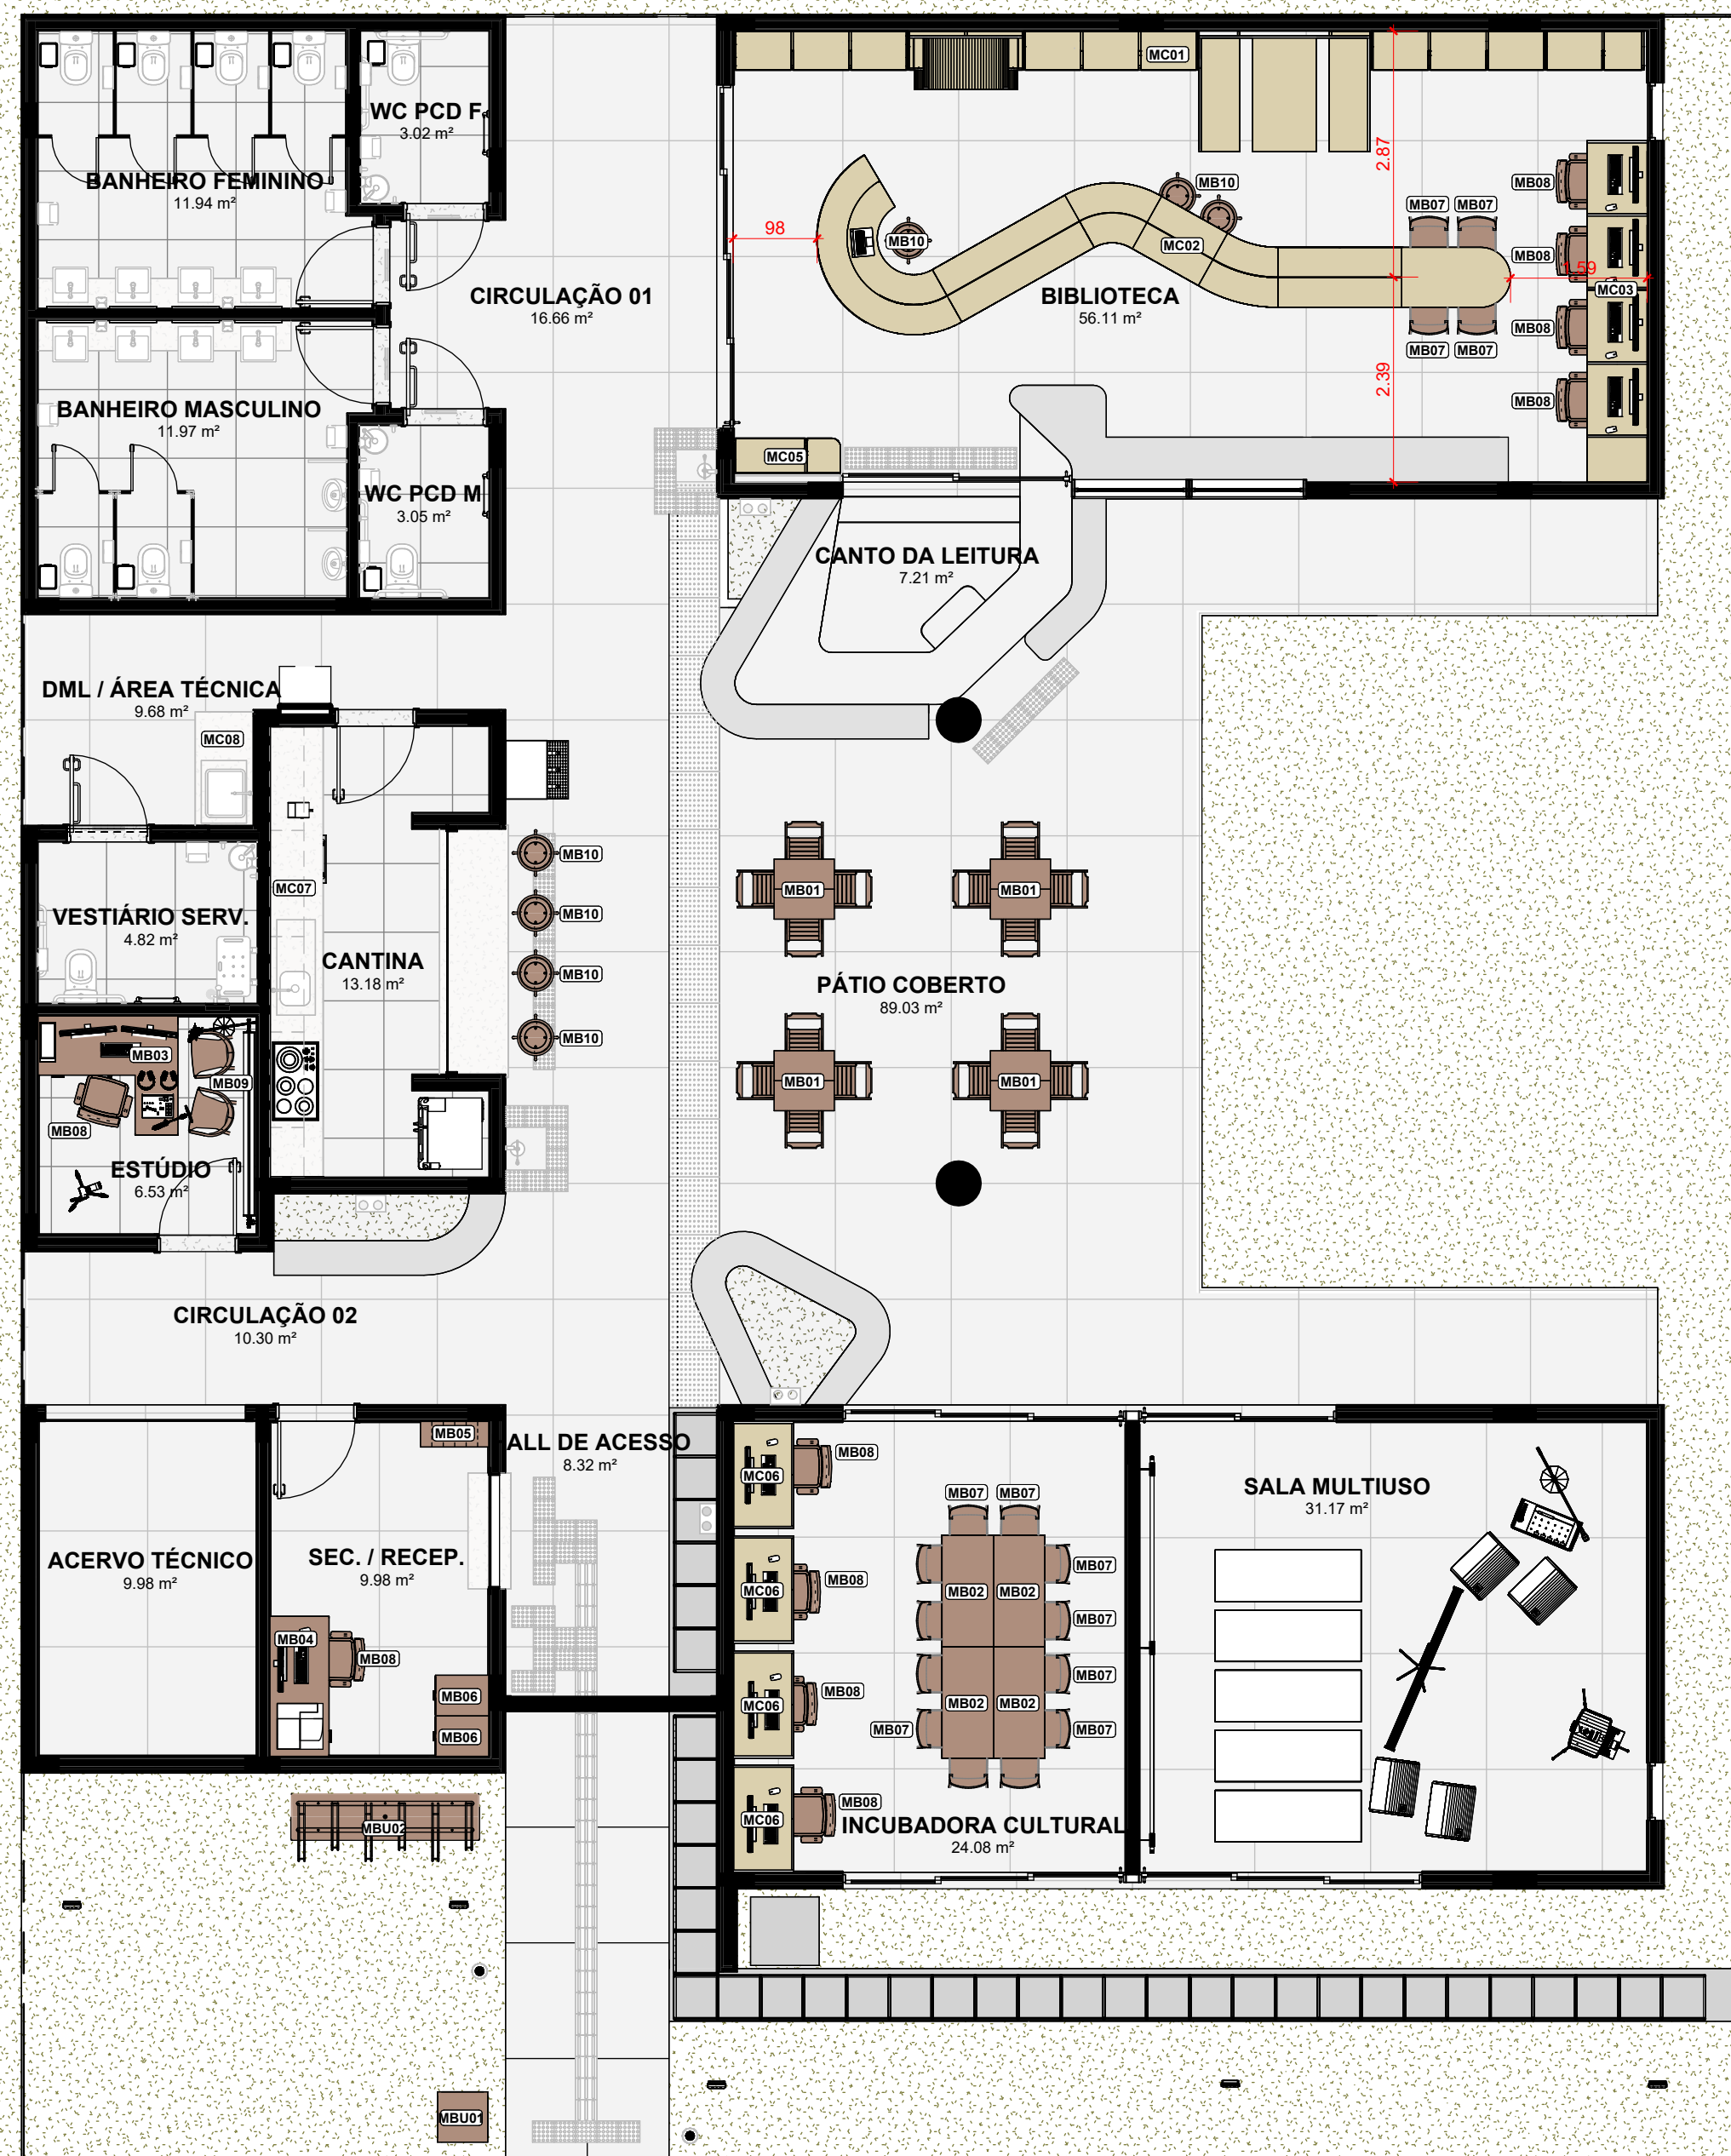 MC01
WC PCD F
3.02 m²
BANHEIRO FEMININO
11.94 m²
2.87
MB10
MB08
MB07
MB07
98
MB10
MC02
MB08
.59
MC03
CIRCULAÇÃO 01
16.66 m²
BIBLIOTECA
56.11 m²
MB08
MB07
MB07
2.39
MB08
BANHEIRO MASCULINO
11.97 m²
MC05
WC PCD M
3.05 m²
CANTO DA LEITURA
7.21 m²
DML / ÁREA TÉCNICA
9.68 m²
MC08
MB10
MC07
MB01
MB01
VESTIÁRIO SERV.
4.82 m²
MB10
CANTINA
13.18 m²
MB10
PÁTIO COBERTO
89.03 m²
MB10
MB03
MB09
MB01
MB01
MB08
ESTÚDIO
6.53 m²
CIRCULAÇÃO 02
10.30 m²
MB05
ALL DE ACESSO
8.32 m²
MB08
MC06
MB07
MB07
SALA MULTIUSO
31.17 m²
ACERVO TÉCNICO
9.98 m²
SEC. / RECEP.
9.98 m²
MB08
MC06
MB02
MB02
MB07
MB07
MB04
MB08
MB07
MB06
MB08
MC06
MB02
MB02
MB06
MB07
MB07
MB08
MC06
INCUBADORA CULTURAL
24.08 m²
MBU02
MBU01